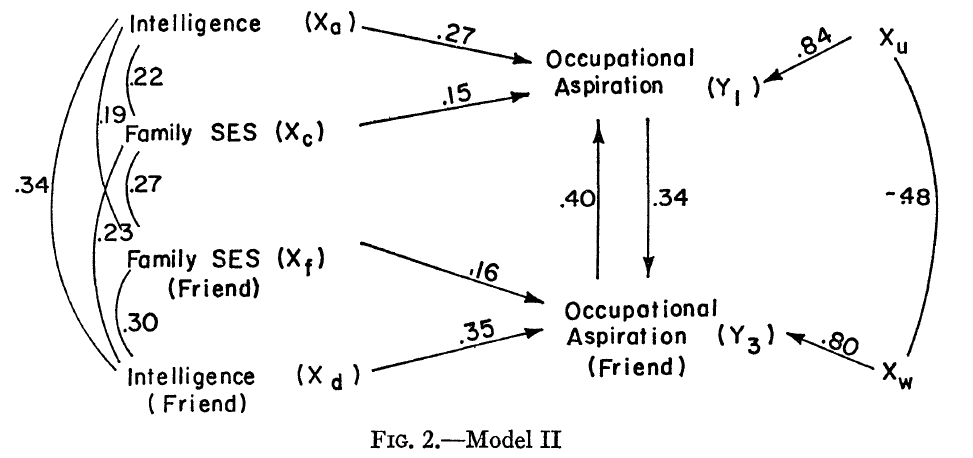 Intelligence (Xa)
.27
Occupational
Aspiration (Y1)
.84
Xu
.22
.15
.19
Family SES (Xc)
.34
.27
.40
.34
-.48
.23
Family SES (Xf)
(Friend)
.16
.30
Occupational
Aspiration (Y3)
(Friend)
.35
.80
Intelligence (Xd)
(Friend)
Xw
FIG. 2.—Model II